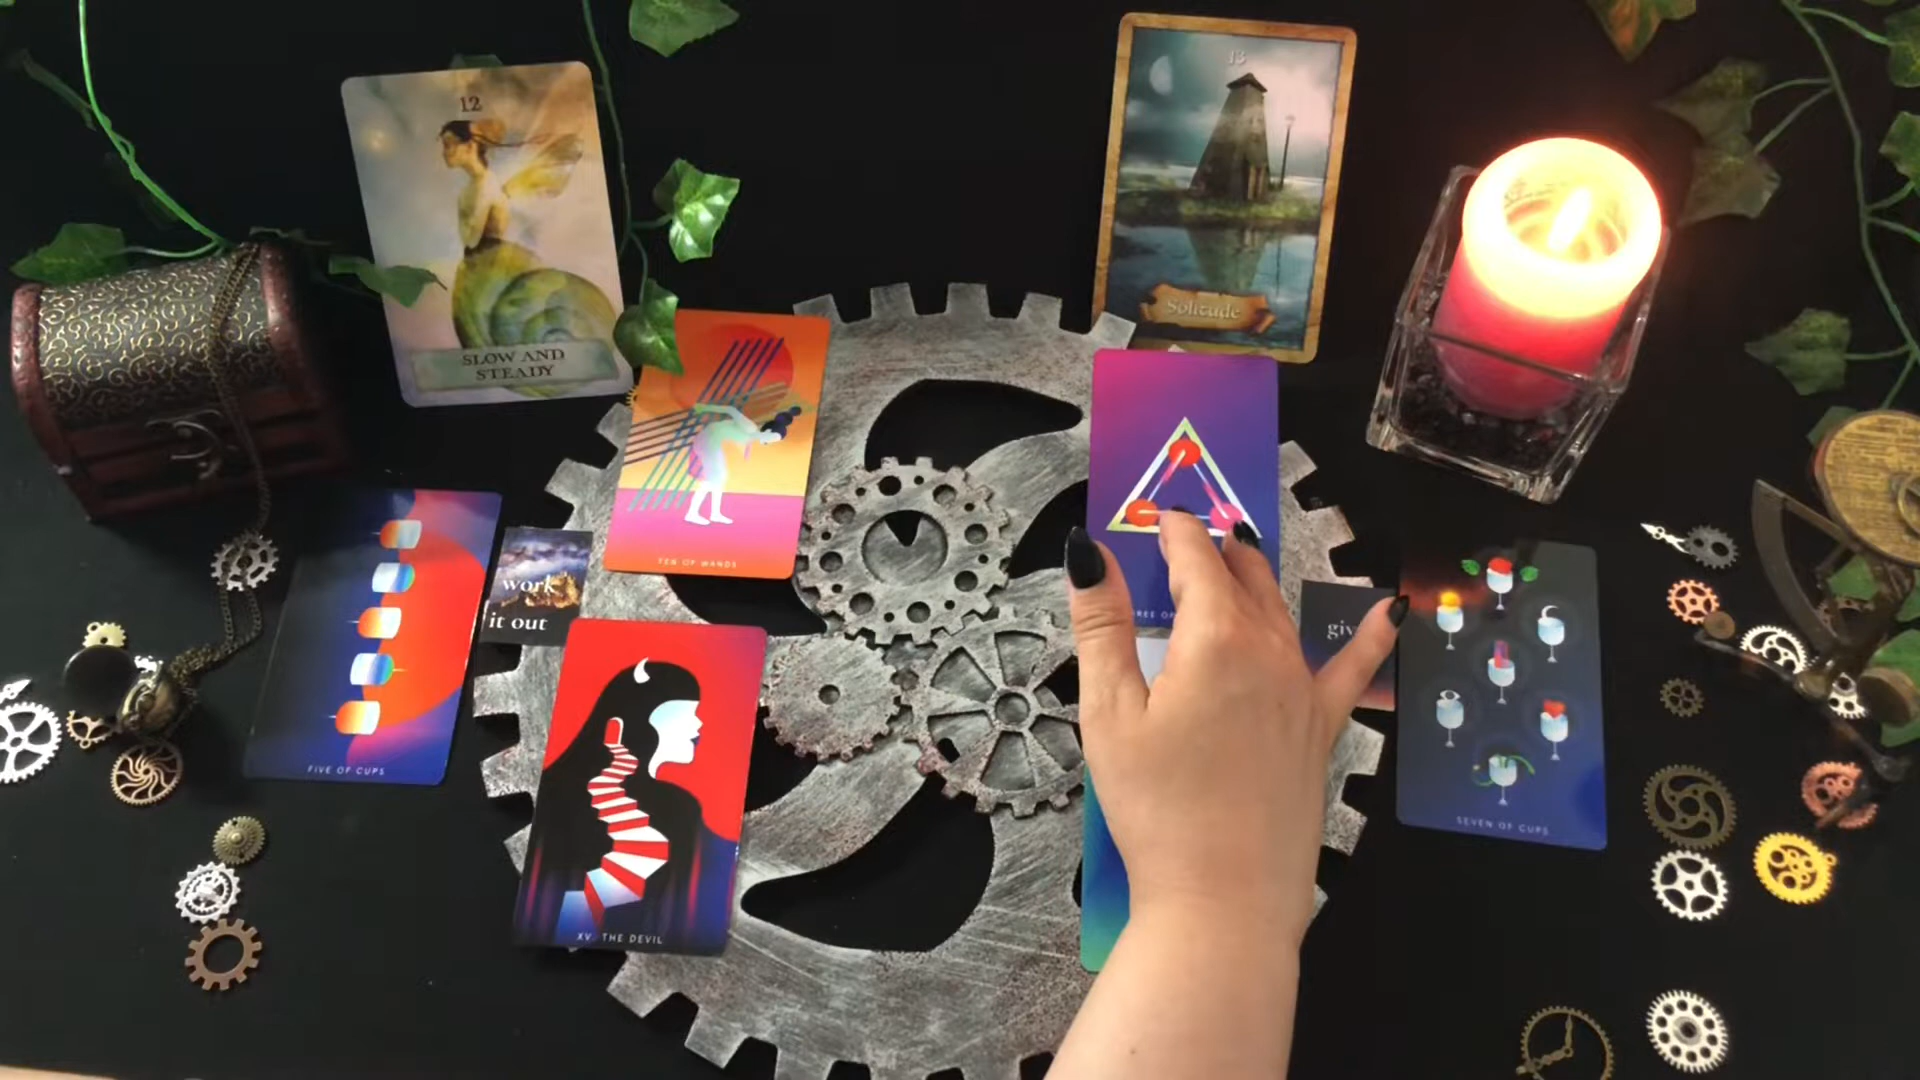 12
SLOW AND
STEADY
13
Solitude
TEN OF WANDS
work
it out
FIVE OF CUPS
XV. THE DEVIL
SEVEN OF CUPS